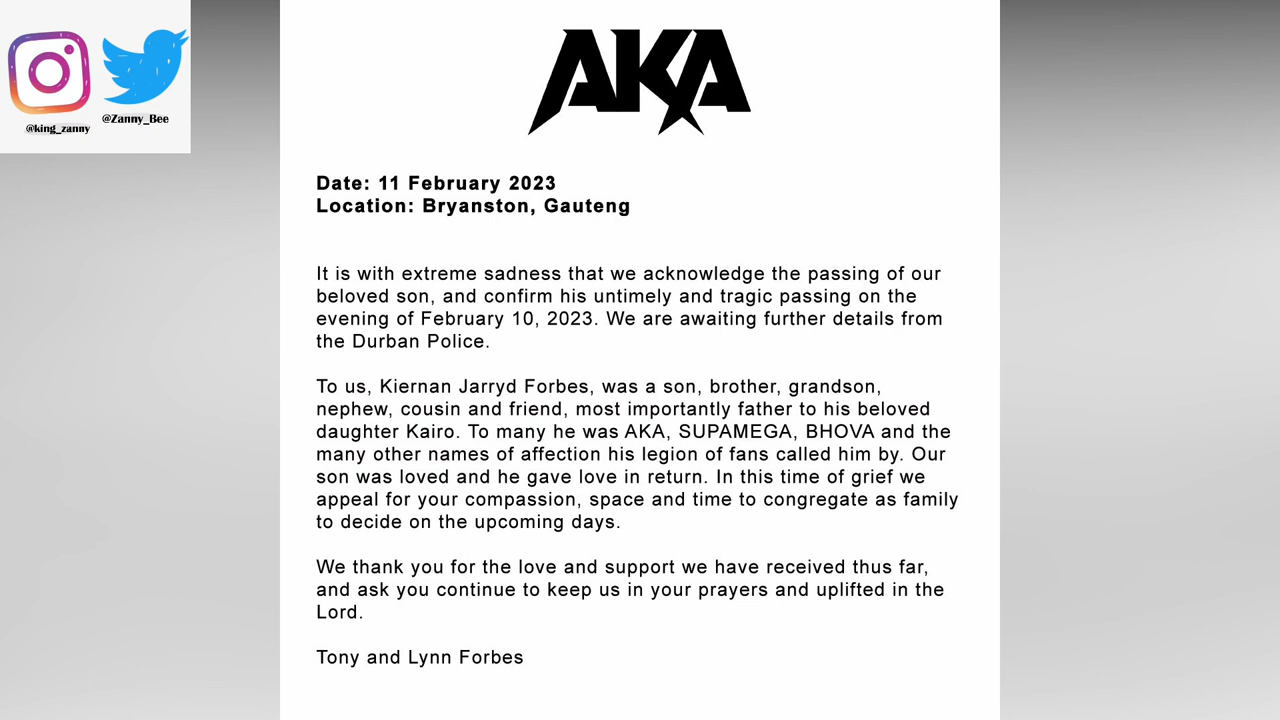 @king_zanny
@Zanny_Bee
AKA
Date: 11 February 2023
Location: Bryanston, Gauteng
It is with extreme sadness that we acknowledge the passing of our
beloved son, and confirm his untimely and tragic passing on the
evening of February 10, 2023. We are awaiting further details from
the Durban Police.
To us, Kiernan Jarryd Forbes, was a son, brother, grandson,
nephew, cousin and friend, most importantly father to his beloved
daughter Kairo. To many he was AKA, SUPAMEGA, BHOVA and the
many other names of affection his legion of fans called him by. Our
son was loved and he gave love in return. In this time of grief we
appeal for your compassion, space and time to congregate as family
to decide on the upcoming days.
We thank you for the love and support we have received thus far,
and ask you continue to keep us in your prayers and uplifted in the
Lord.
Tony and Lynn Forbes